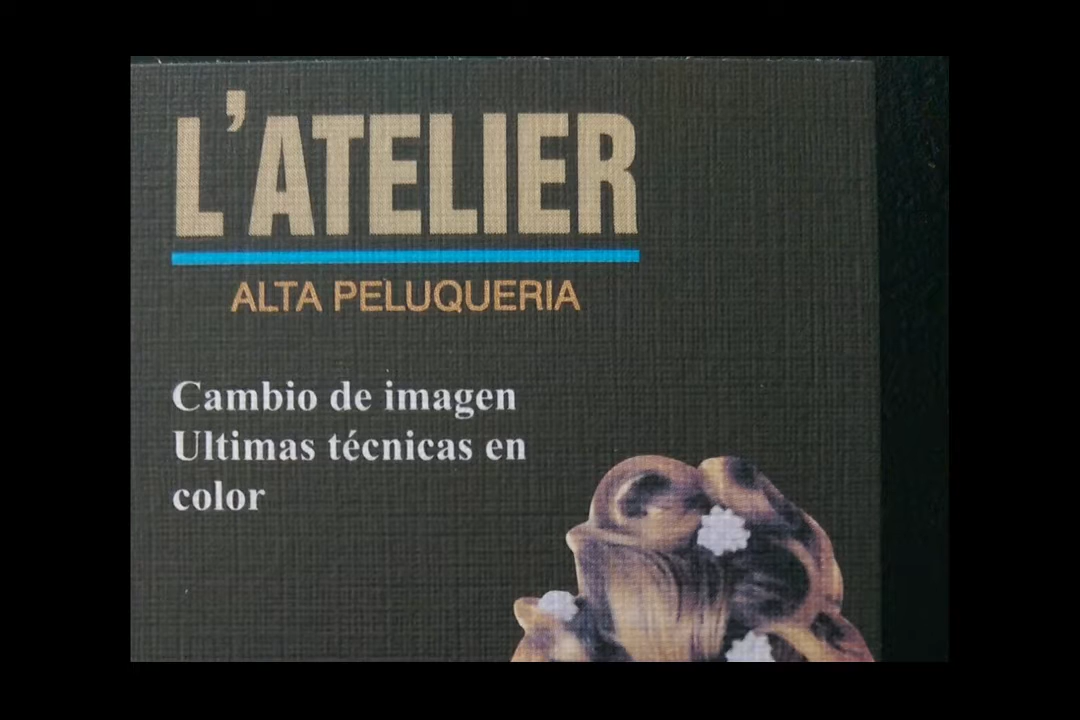 L'ATELIER
ALTA PELUQUERIA
Cambio de imagen
Ultimas técnicas en
color